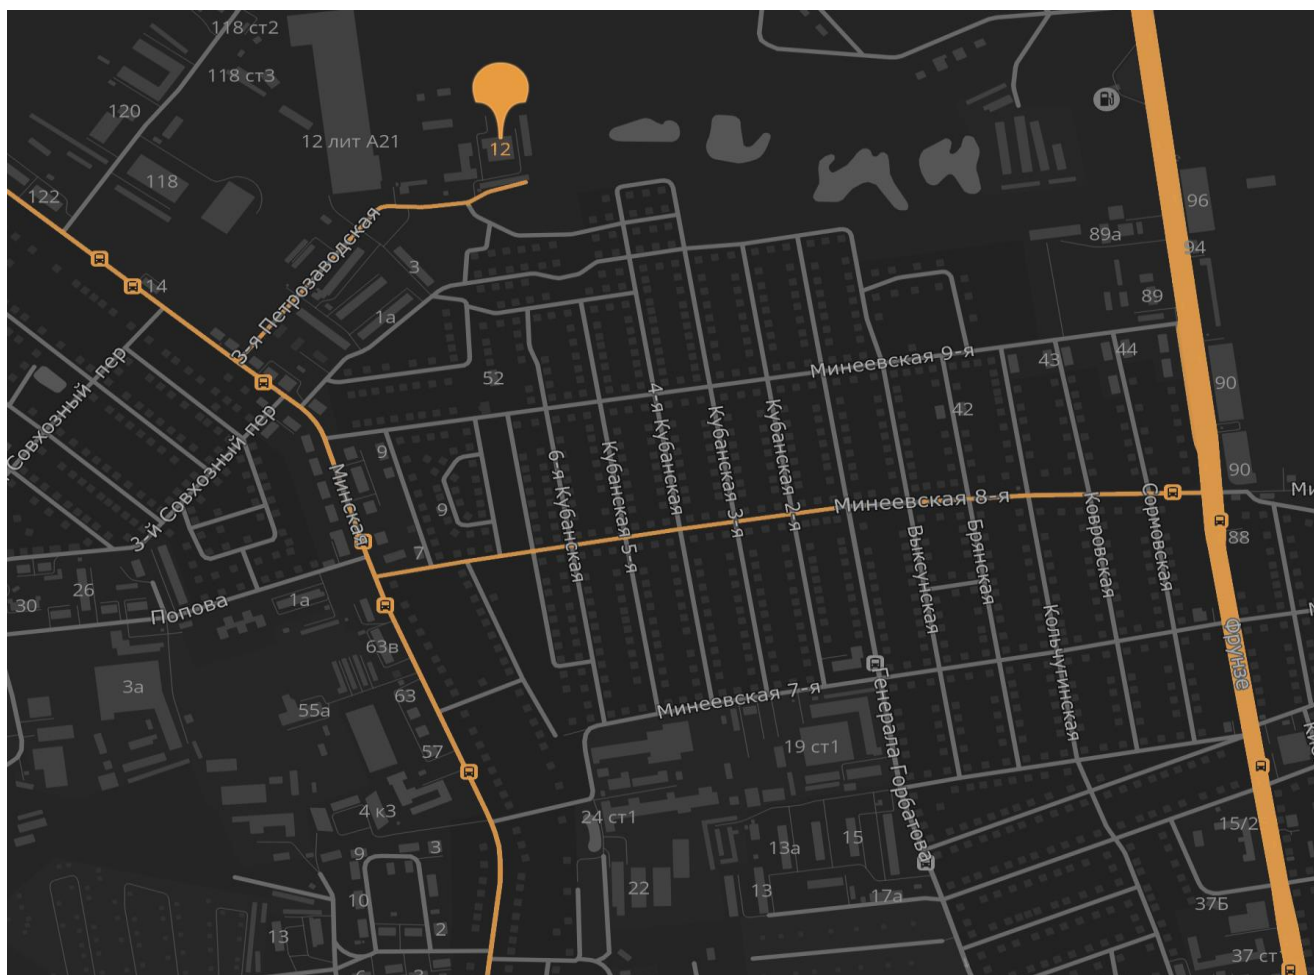 118 ст2
118 ст3
120
12 лит А21
12
118
122
96
89а
94
3-я Петрозаводская
3
14
89
1а
Минеевская 9-я
43
44
Совхозный пер
52
90
4-я Кубанская
Кубанская 3-я
Кубанская 2-я
42
3-й Совхозный пер
9
Минская
6-я Кубанская
Кубанская 5-я
90
9
Минеевская 8-я
Ковровская
Сормовская
Выксунская
Брянская
88
7
26
30
Попова
1а
Кольчугинская
Фрунзе
63в
3а
63
Минеевская 7-я
Генерала Горбатова
55а
57
19 ст1
4 к3
24 ст1
3
9
13а
15
15/2
10
22
13
17а
37Б
13
2
37 ст